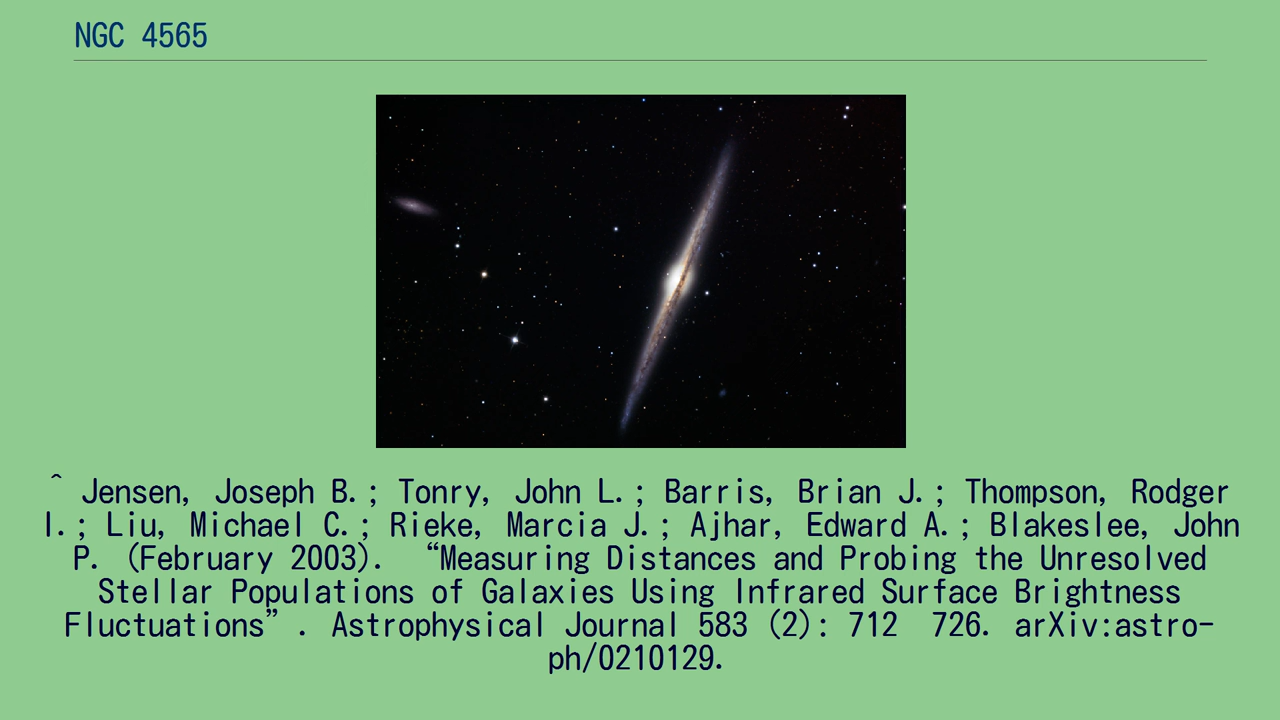 NGC 4565
^ Jensen, Joseph B.; Tonry, John L.; Barris, Brian J.; Thompson, Rodger
I.; Liu, Michael C.; Rieke, Marcia J.; Ajhar, Edward A.; Blakeslee, John
P. (February 2003). “Measuring Distances and Probing the Unresolved
Stellar Populations of Galaxies Using Infrared Surface Brightness
Fluctuations”. Astrophysical Journal 583 (2): 712 726. arXiv:astro-
ph/0210129.